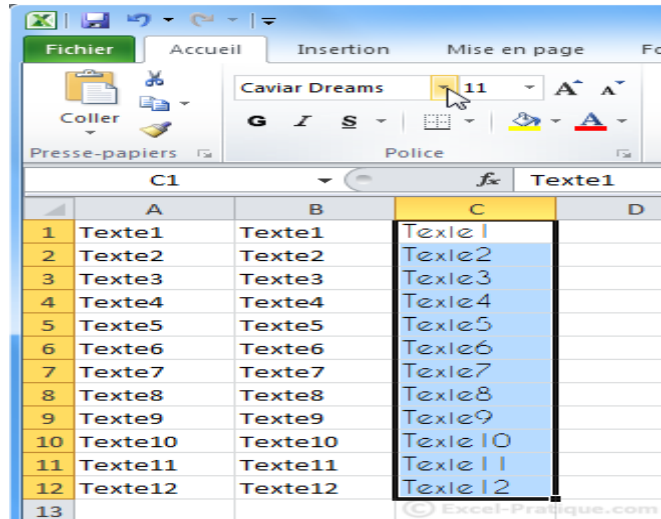 Fichier Accueil Insertion Mise en page Fo
Caviar Dreams 11 A A
Coller
G I S A
Presse-papiers Police
C1 fx Texte1
A B C D
1 Texte1 Texte1 Texte1
2 Texte2 Texte2 Texte2
3 Texte3 Texte3 Texte3
4 Texte4 Texte4 Texte4
5 Texte5 Texte5 Texte5
6 Texte6 Texte6 Texte6
7 Texte7 Texte7 Texte7
8 Texte8 Texte8 Texte8
9 Texte9 Texte9 Texte9
10 Texte10 Texte10 Texte10
11 Texte11 Texte11 Texte11
12 Texte12 Texte12 Texte12
13
© Excel-Pratique.com